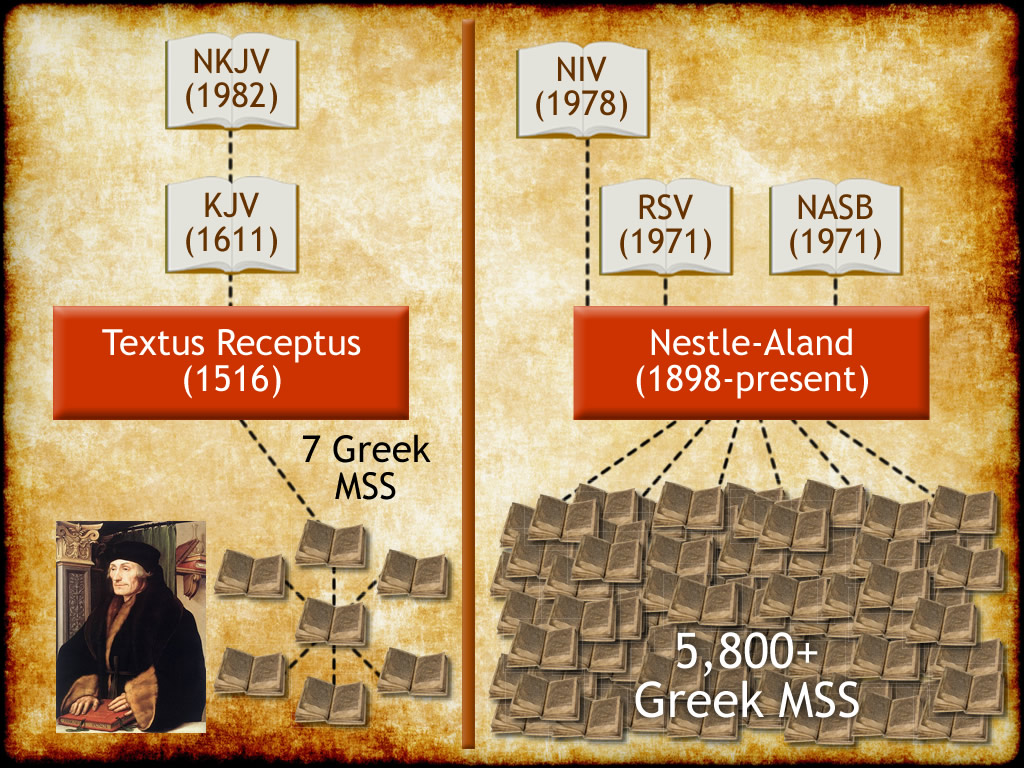 NKJV
(1982)
KJV
(1611)
Textus Receptus
(1516)
7 Greek
MSS
NIV
(1978)
RSV
(1971)
NASB
(1971)
Nestle-Aland
(1898-present)
5,800+
Greek MSS